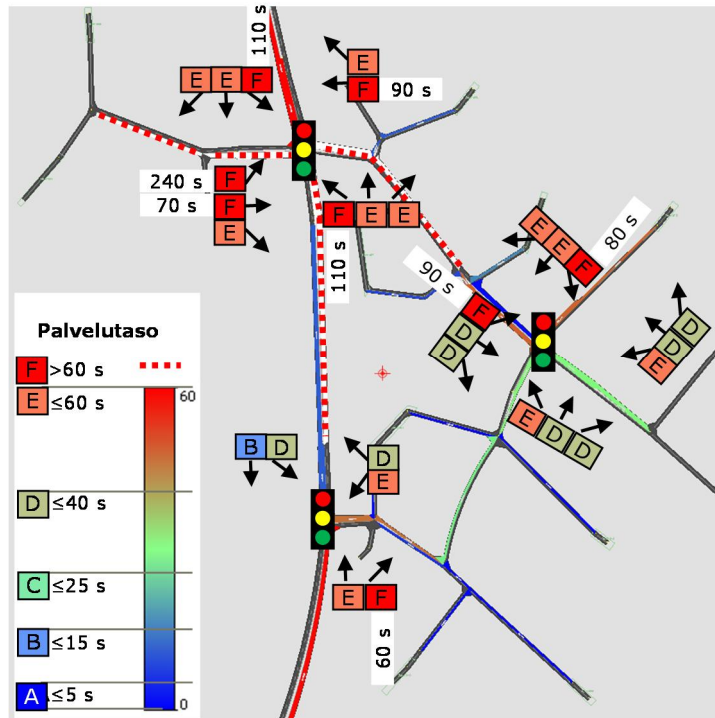 110 s
E E F
E
F
90 s
240 s
F
70 s
F
E
F E E
110 s
E
E
F
80 s
90 s
F
D
D
D
D
E
E D D
B D
D
E
E F
60 s
Palvelutaso
F >60 s
E ≤60 s
60
D ≤40 s
C ≤25 s
B ≤15 s
A ≤5 s
0